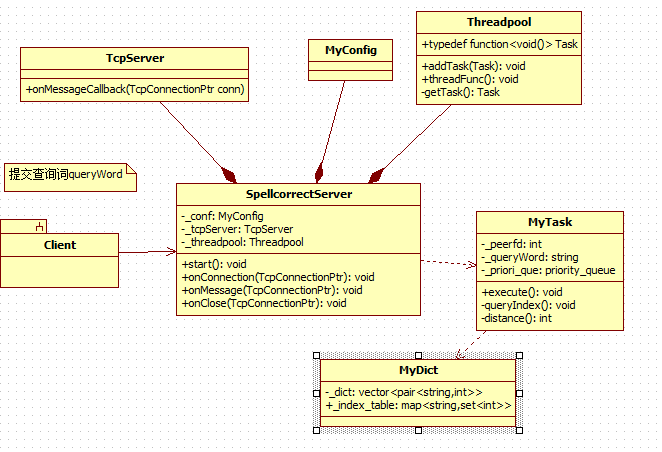 Threadpool
+typedef function<void()> Task
+addTask(Task): void
+threadFunc(): void
-getTask(): Task
MyConfig
TcpServer
+onMessageCallback(TcpConnectionPtr conn)
提交查询词queryWord
SpellcorrectServer
-_conf: MyConfig
-_tcpServer: TcpServer
-_threadpool: Threadpool
+start(): void
+onConnection(TcpConnectionPtr): void
+onMessage(TcpConnectionPtr): void
+onClose(TcpConnectionPtr): void
Client
MyTask
-_peerfd: int
-_queryWord: string
-_priori_que: priority_queue
+execute(): void
-queryIndex(): void
-distance(): int
MyDict
-_dict: vector<pair<string,int>>
+_index_table: map<string,set<int>>